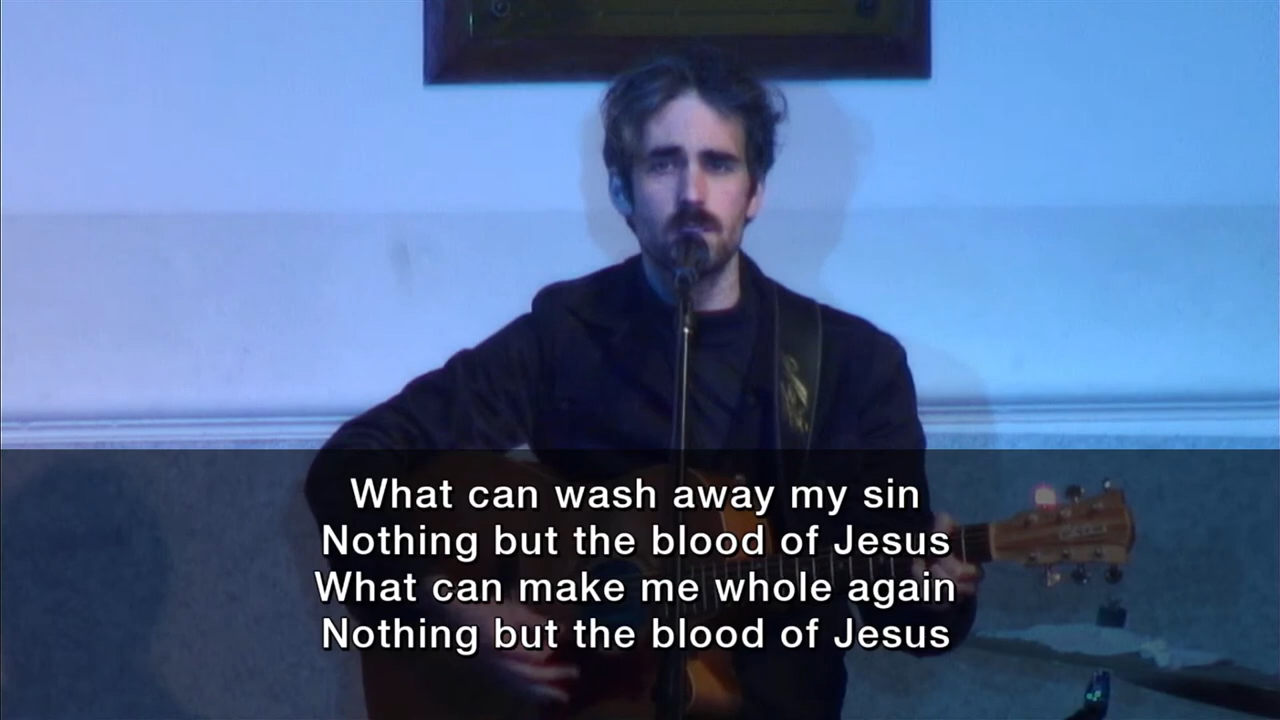 What can wash away my sin
Nothing but the blood of Jesus
What can make me whole again
Nothing but the blood of Jesus